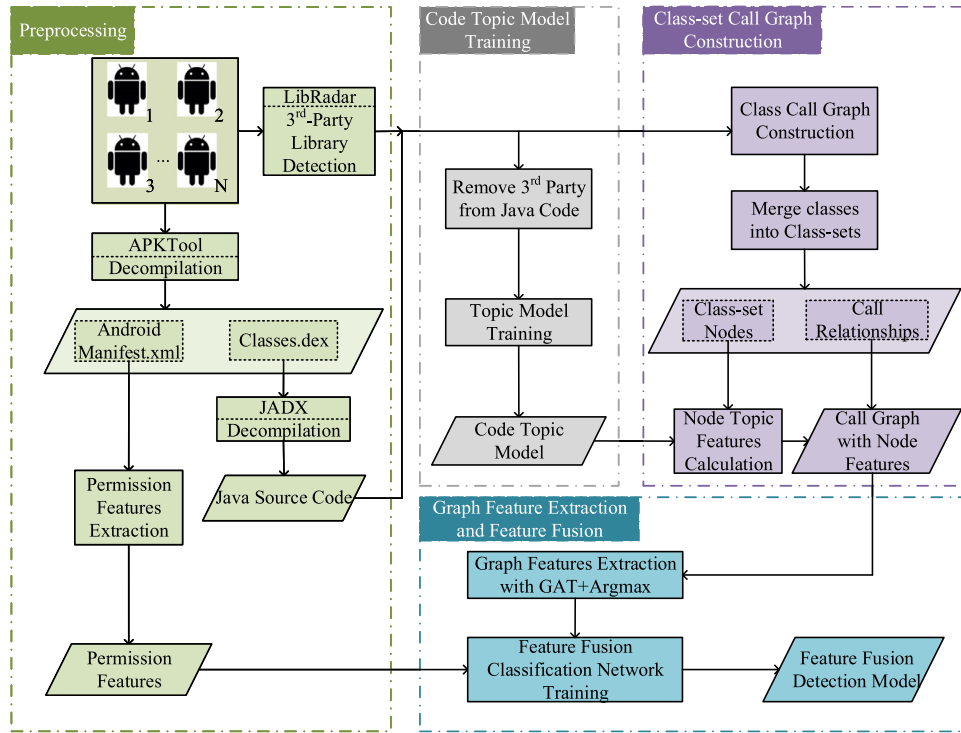 Preprocessing
1
2
3
...
N
LibRadar
3rd-Party
Library
Detection
APKTool
Decompilation
Android
Manifest.xml
Classes.dex
JADX
Decompilation
Java Source Code
Permission
Features
Extraction
Permission
Features
Code Topic Model
Training
Remove 3rd Party
from Java Code
Topic Model
Training
Code Topic
Model
Class-set Call Graph
Construction
Class Call Graph
Construction
Merge classes
into Class-sets
Class-set
Nodes
Call
Relationships
Node Topic
Features
Calculation
Call Graph
with Node
Features
Graph Feature Extraction
and Feature Fusion
Graph Features Extraction
with GAT+Argmax
Feature Fusion
Classification Network
Training
Feature Fusion
Detection Model